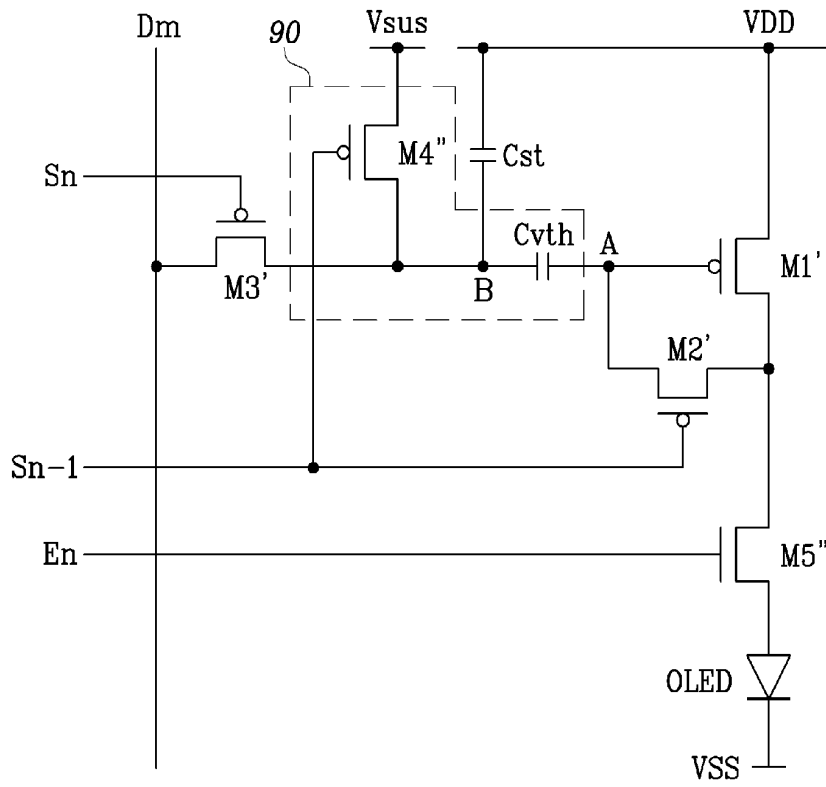 Dm
90
Vsus
VDD
M4"
Cst
Sn
Cvth
A
M3'
B
M1'
M2'
Sn-1
En
M5"
OLED
VSS